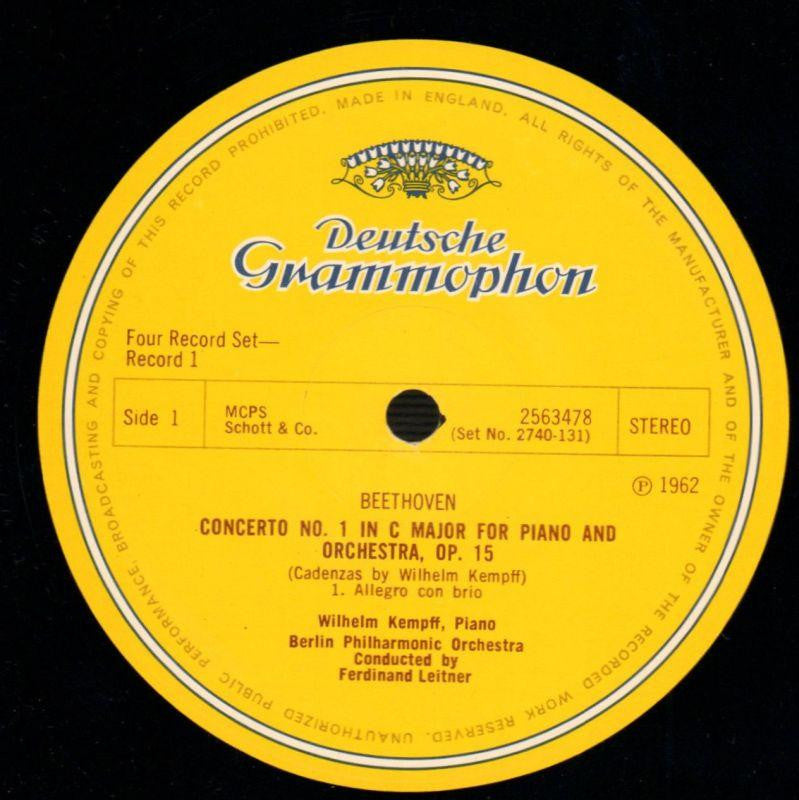 MADE IN ENGLAND. ALL RIGHTS OF THE MANUFACTURER AND OF THE OWNER OF THE RECORDED WORK RESERVED. UNAUTHORIZED PUBLIC PERFORMANCE, BROADCASTING AND COPYING OF THIS RECORD PROHIBITED.
Deutsche
Grammophon
Four Record Set—
Record 1
Side 1
MCPS
Schott & Co.
2563478
(Set No. 2740-131)
STEREO
℗ 1962
BEETHOVEN
CONCERTO NO. 1 IN C MAJOR FOR PIANO AND
ORCHESTRA, OP. 15
(Cadenzas by Wilhelm Kempff)
1. Allegro con brio
Wilhelm Kempff, Piano
Berlin Philharmonic Orchestra
Conducted by
Ferdinand Leitner